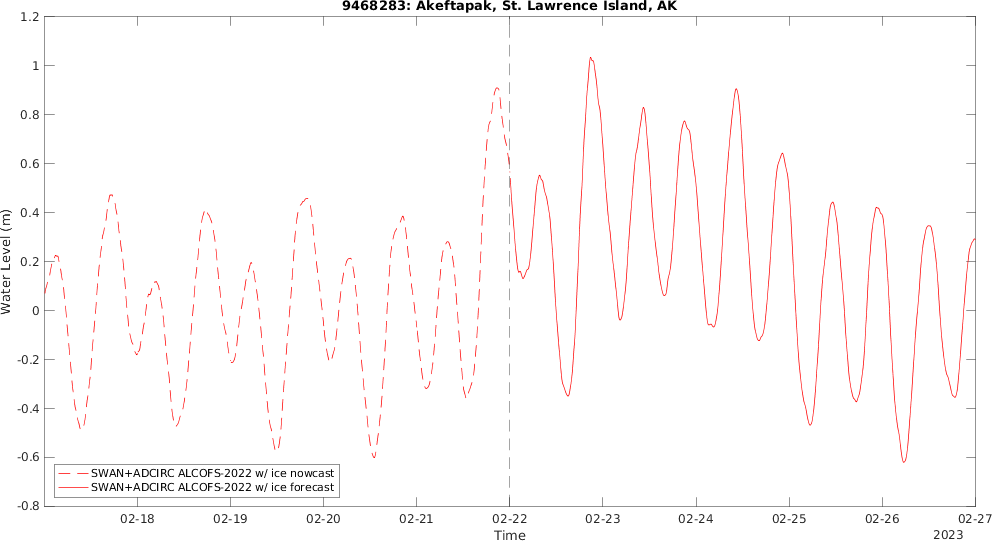 9468283: Akeftapak, St. Lawrence Island, AK
1.2
1
0.8
0.6
0.4
0.2
0
-0.2
-0.4
-0.6
-0.8
Water Level (m)
SWAN+ADCIRC ALCOFS-2022 w/ ice nowcast
SWAN+ADCIRC ALCOFS-2022 w/ ice forecast
02-18 02-19 02-20 02-21 02-22 02-23 02-24 02-25 02-26 02-27
Time
2023